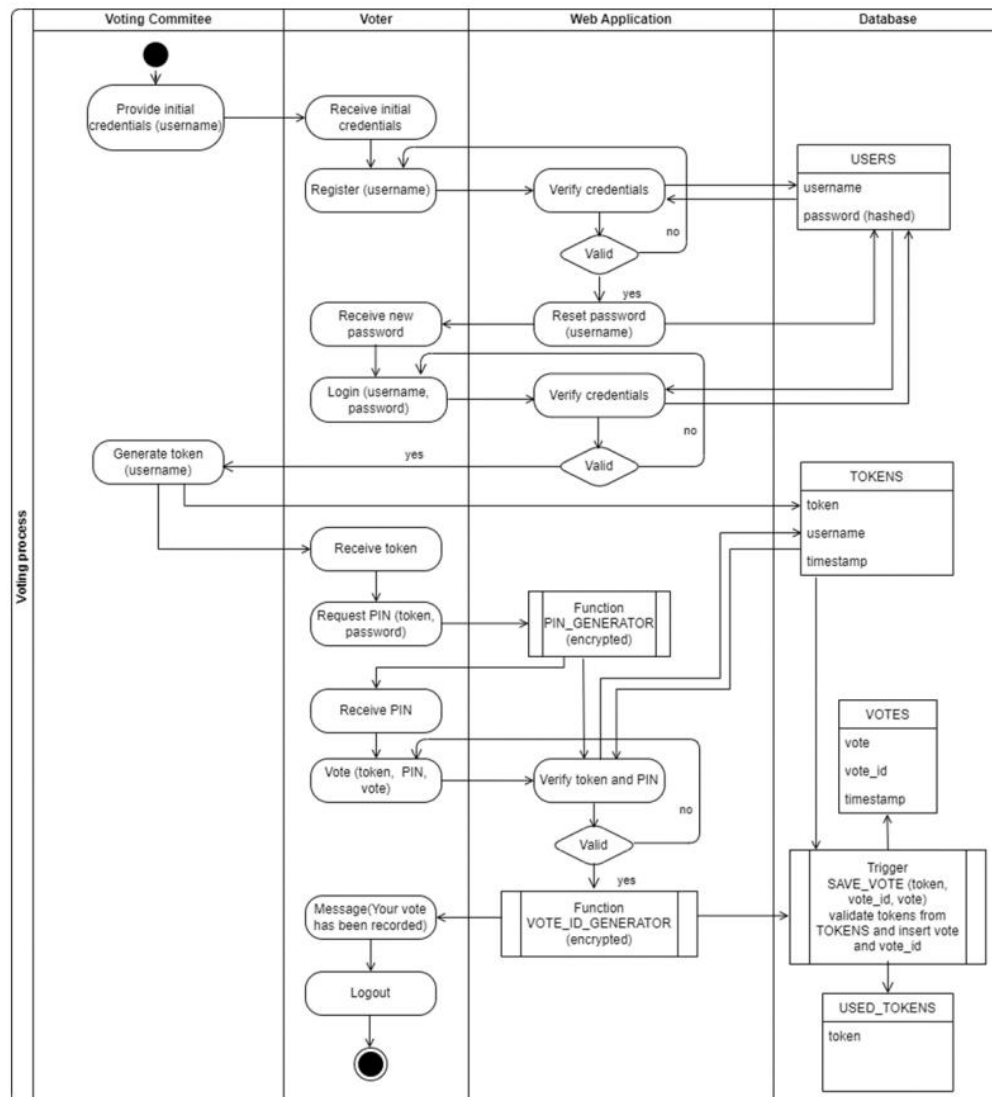 Voting Commitee
Voter
Web Application
Database
Voting process
Provide initial
credentials (username)
Receive initial
credentials
Register (username)
Verify credentials
USERS
username
password (hashed)
no
Valid
yes
Receive new
password
Reset password
(username)
Login (username,
password)
Verify credentials
no
Valid
yes
Generate token
(username)
TOKENS
token
username
timestamp
Receive token
Request PIN (token,
password)
Function
PIN_GENERATOR
(encrypted)
Receive PIN
Vote (token, PIN,
vote)
Verify token and PIN
no
Valid
yes
VOTES
vote
vote_id
timestamp
Message(Your vote
has been recorded)
Function
VOTE_ID_GENERATOR
(encrypted)
Trigger
SAVE_VOTE (token,
vote_id, vote)
validate tokens from
TOKENS and insert vote
and vote_id
Logout
USED_TOKENS
token